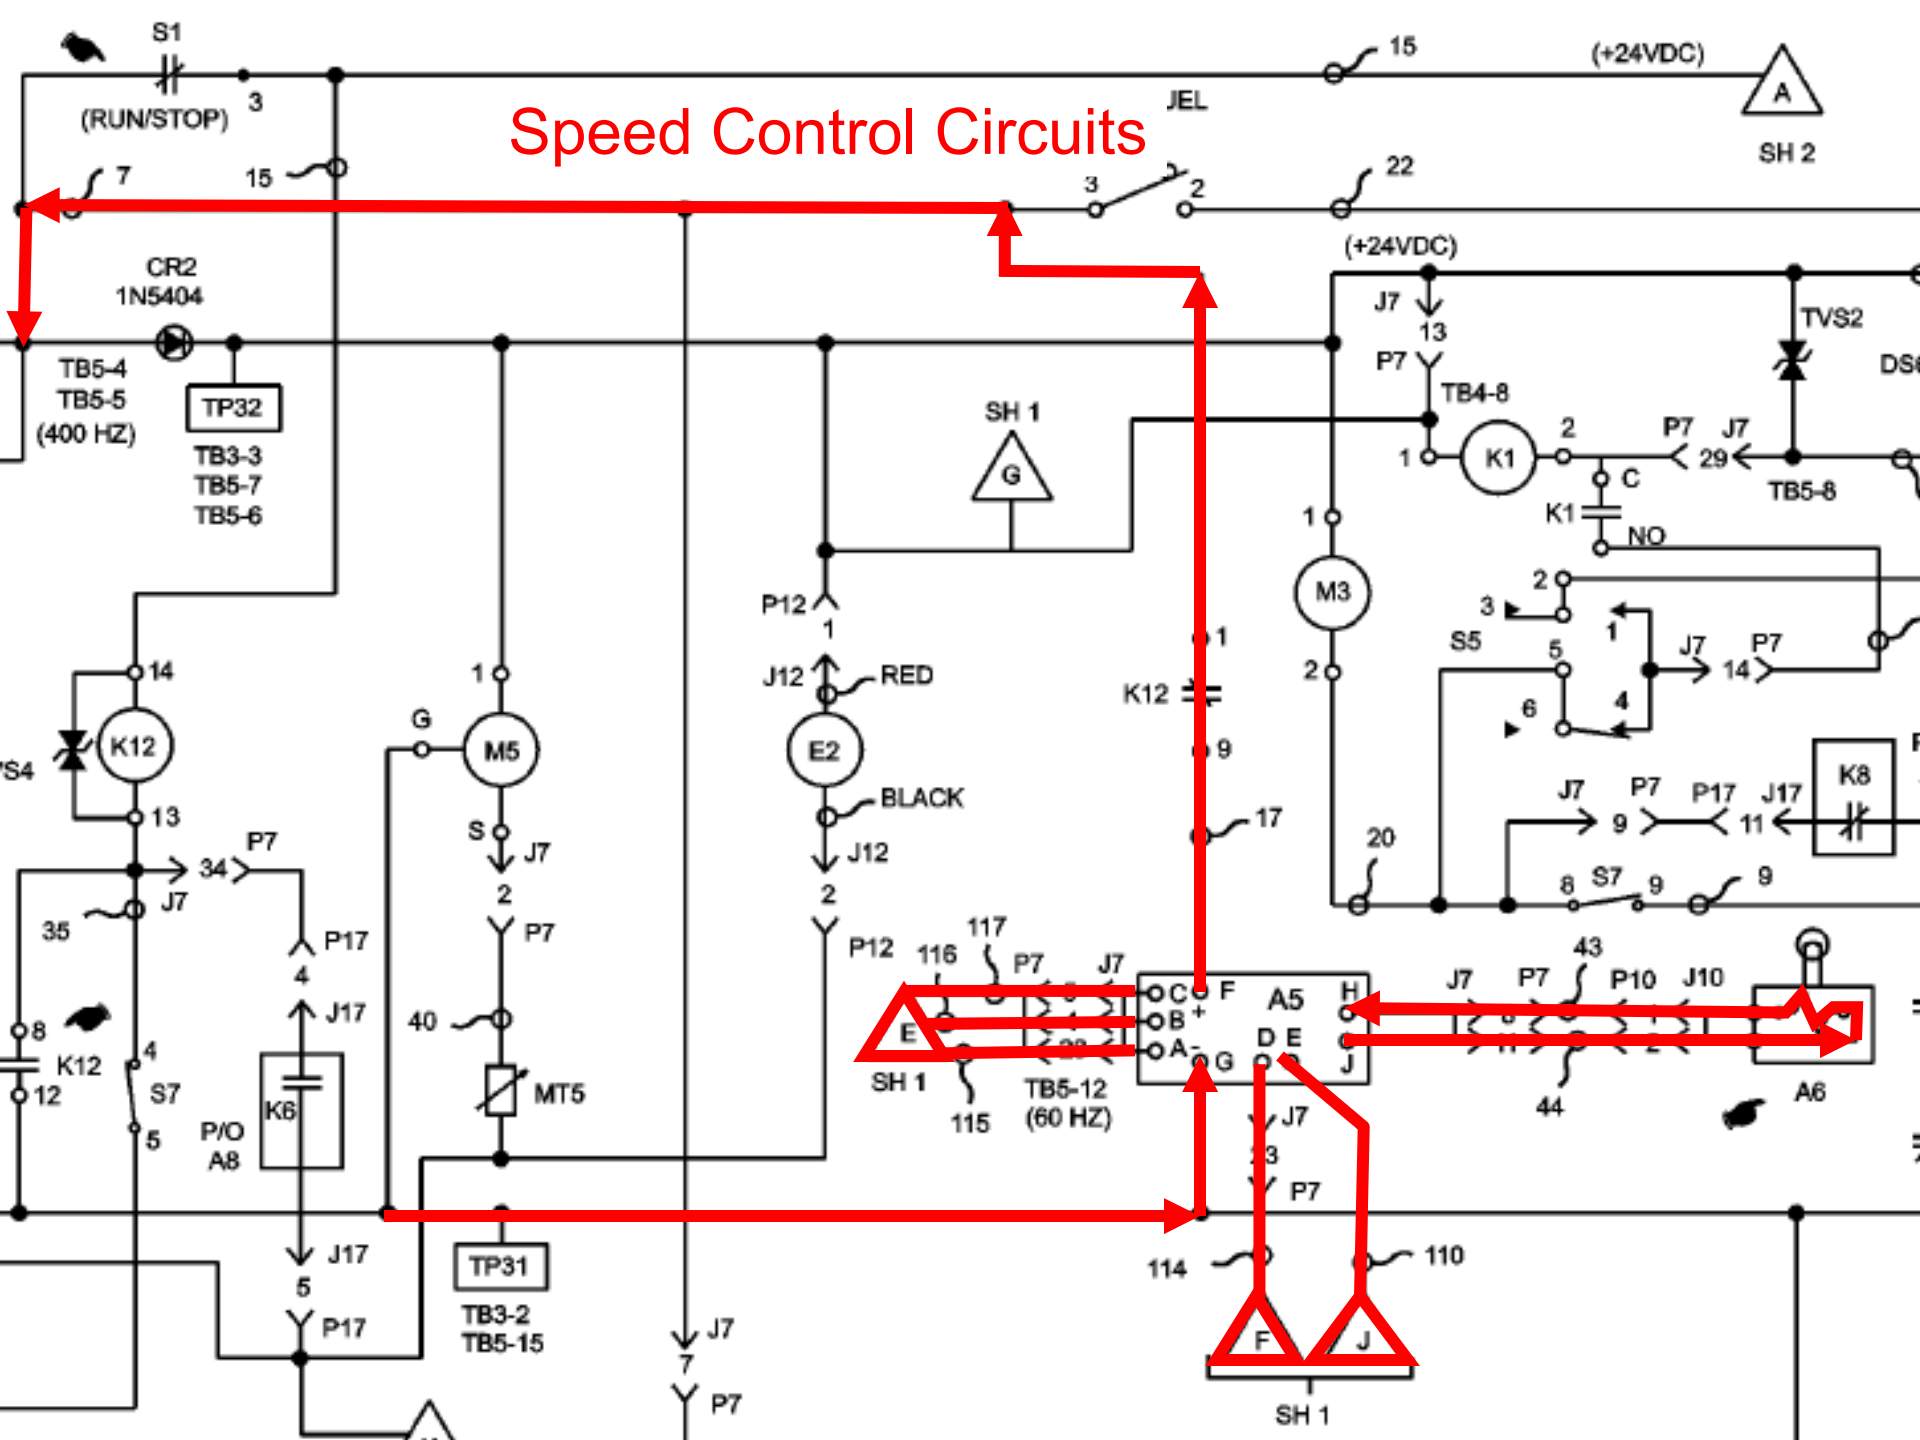 S1
15
(+24VDC)
A
3
(RUN/STOP)
JEL
Speed Control Circuits
SH 2
7
15
3
2
22
(+24VDC)
CR2
1N5404
J7
13
TVS2
TB5-4
TB5-5
(400 HZ)
TP32
P7
TB4-8
SH 1
G
TB3-3
TB5-7
TB5-6
1
K1
2
P7
J7
29
TB5-8
C
K1
NO
1
M3
2
P12
1
2
3
1
S5
5
J7
P7
14
6
4
1
K12
9
14
K12
13
1
G
M5
S
J7
2
P7
J12
RED
E2
BLACK
J12
2
P12
17
J7
P7
P17
J17
9
11
K8
20
8
S7
9
9
P7
34
J7
35
P17
4
J17
40
117
116
P7
J7
C
F
+
B
A
-
G
A5
D
E
H
J
J7
P7
43
P10
J10
44
A6
E
SH 1
115
TB5-12
(60 HZ)
8
K12
12
4
S7
5
K6
P/O
A8
MT5
J7
P7
TP31
TB3-2
TB5-15
J17
5
P17
114
110
F
J
SH 1
J7
7
P7